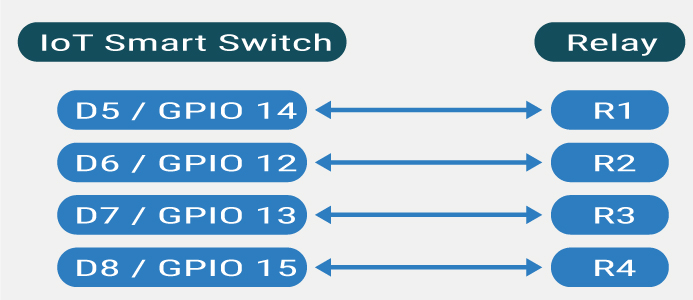 IoT Smart Switch Relay
D5 / GPIO 14 R1
D6 / GPIO 12 R2
D7 / GPIO 13 R3
D8 / GPIO 15 R4